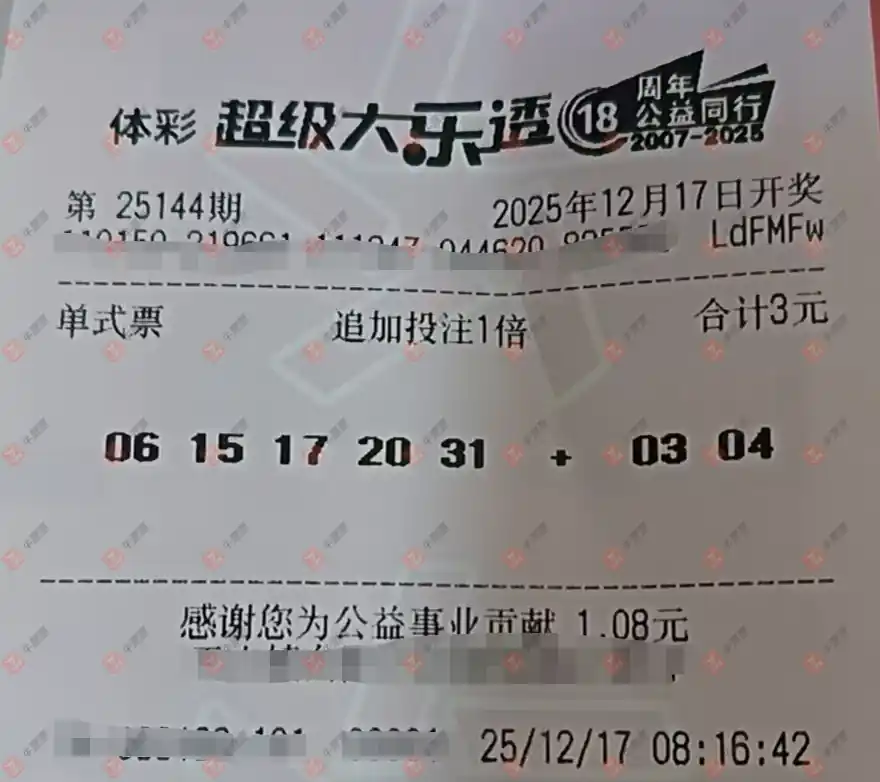 体彩 超级大乐透 18 周年
公益同行
2007-2025
第 25144期 2025年12月17日开奖
LdFMFw
单式票 追加投注1倍 合计3元
06 15 17 20 31 + 03 04
感谢您为公益事业贡献 1.08元
25/12/17 08:16:42